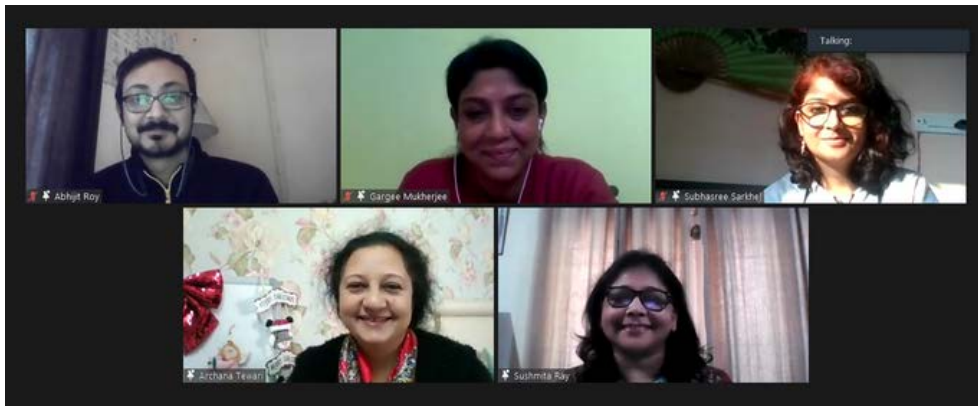 Talking:
Abhijit Roy
Gargee Mukherjee
Subhasree Sarkhel
Archana Tewari
Sushmita Ray